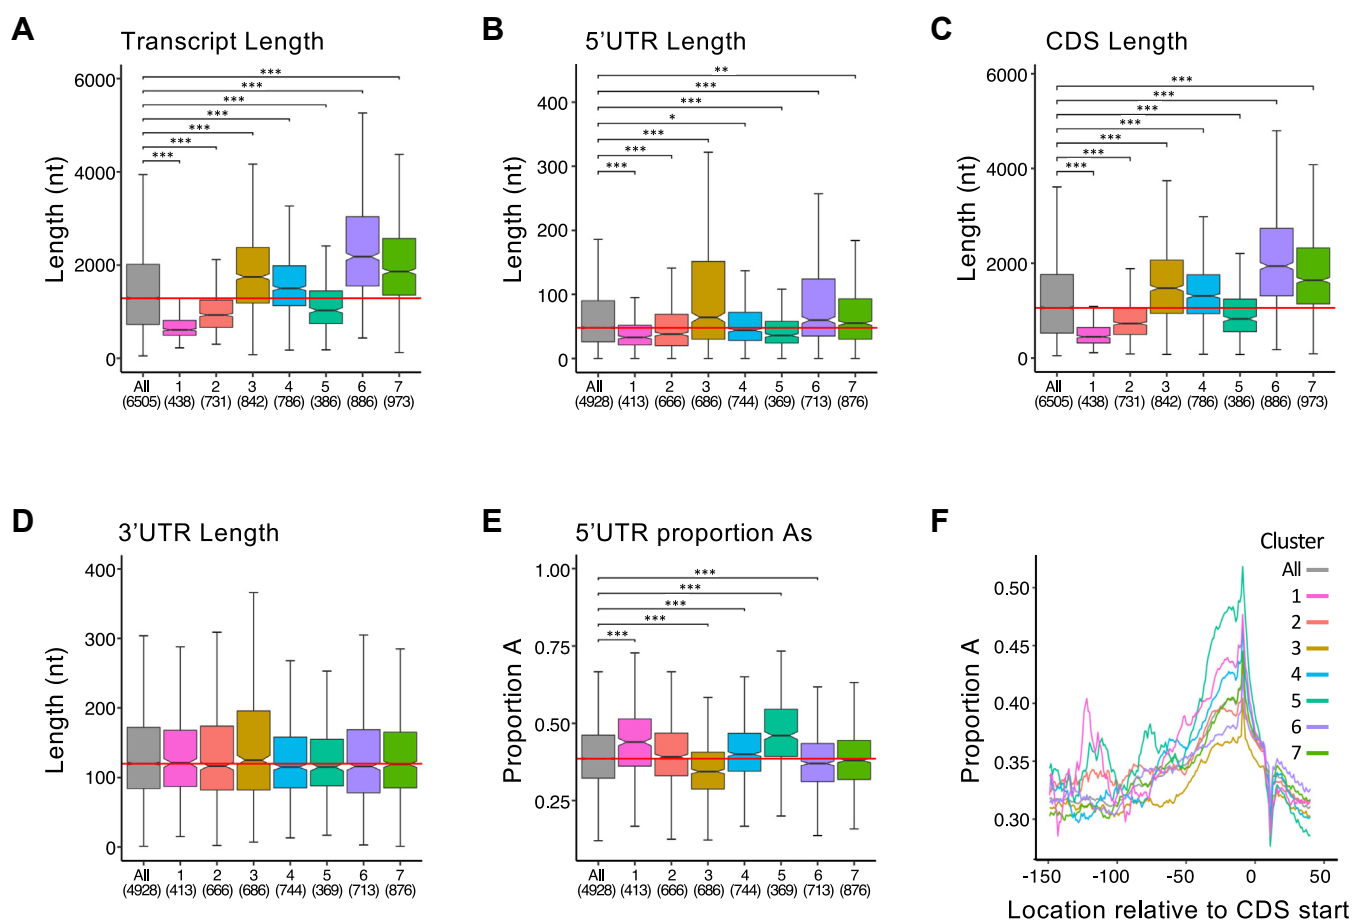 A
Transcript Length
6000
4000
2000
0
Length (nt)
***
***
***
***
***
***
***
All 1 2 3 4 5 6 7
(6505) (438) (731) (842) (786) (386) (886) (973)
B
5’UTR Length
400
300
200
100
0
Length (nt)
**
***
***
*
***
***
***
All 1 2 3 4 5 6 7
(4928) (413) (666) (686) (744) (369) (713) (876)
C
CDS Length
6000
4000
2000
0
Length (nt)
***
***
***
***
***
***
***
All 1 2 3 4 5 6 7
(6505) (438) (731) (842) (786) (386) (886) (973)
D
3’UTR Length
400
300
200
100
0
Length (nt)
All 1 2 3 4 5 6 7
(4928) (413) (666) (686) (744) (369) (713) (876)
E
5’UTR proportion As
1.00
0.75
0.50
0.25
Proportion A
***
***
***
***
***
All 1 2 3 4 5 6 7
(4928) (413) (666) (686) (744) (369) (713) (876)
F
Cluster
All
1
2
3
4
5
6
7
0.50
0.45
0.40
0.35
0.30
Proportion A
-150 -100 -50 0 50
Location relative to CDS start